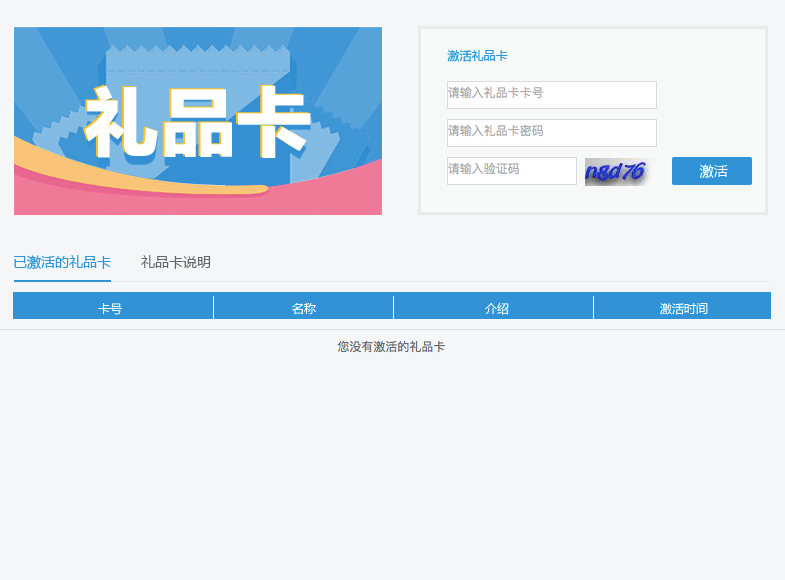 礼品卡
激活礼品卡
请输入礼品卡卡号
请输入礼品卡密码
请输入验证码
n8d76
激活
已激活的礼品卡
礼品卡说明
卡号 名称 介绍 激活时间
您没有激活的礼品卡